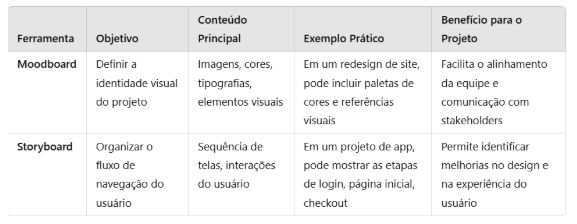 Ferramenta Objetivo Conteúdo Principal Exemplo Prático Benefício para o Projeto
Moodboard Definir a identidade visual do projeto Imagens, cores, tipografias, elementos visuais Em um redesign de site, pode incluir paletas de cores e referências visuais Facilita o alinhamento da equipe e comunicação com stakeholders
Storyboard Organizar o fluxo de navegação do usuário Sequência de telas, interações do usuário Em um projeto de app, pode mostrar as etapas de login, página inicial, checkout Permite identificar melhorias no design e na experiência do usuário